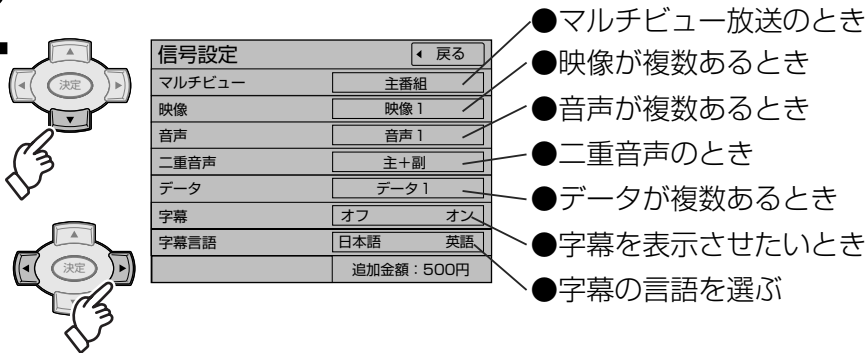 決定
決定
信号設定 戻る
マルチビュー 主番組
映像 映像1
音声 音声1
二重音声 主+副
データ データ1
字幕 オフ オン
字幕言語 日本語 英語
追加金額:500円
●マルチビュー放送のとき
●映像が複数あるとき
●音声が複数あるとき
●二重音声のとき
●データが複数あるとき
●字幕を表示させたいとき
●字幕の言語を選ぶ